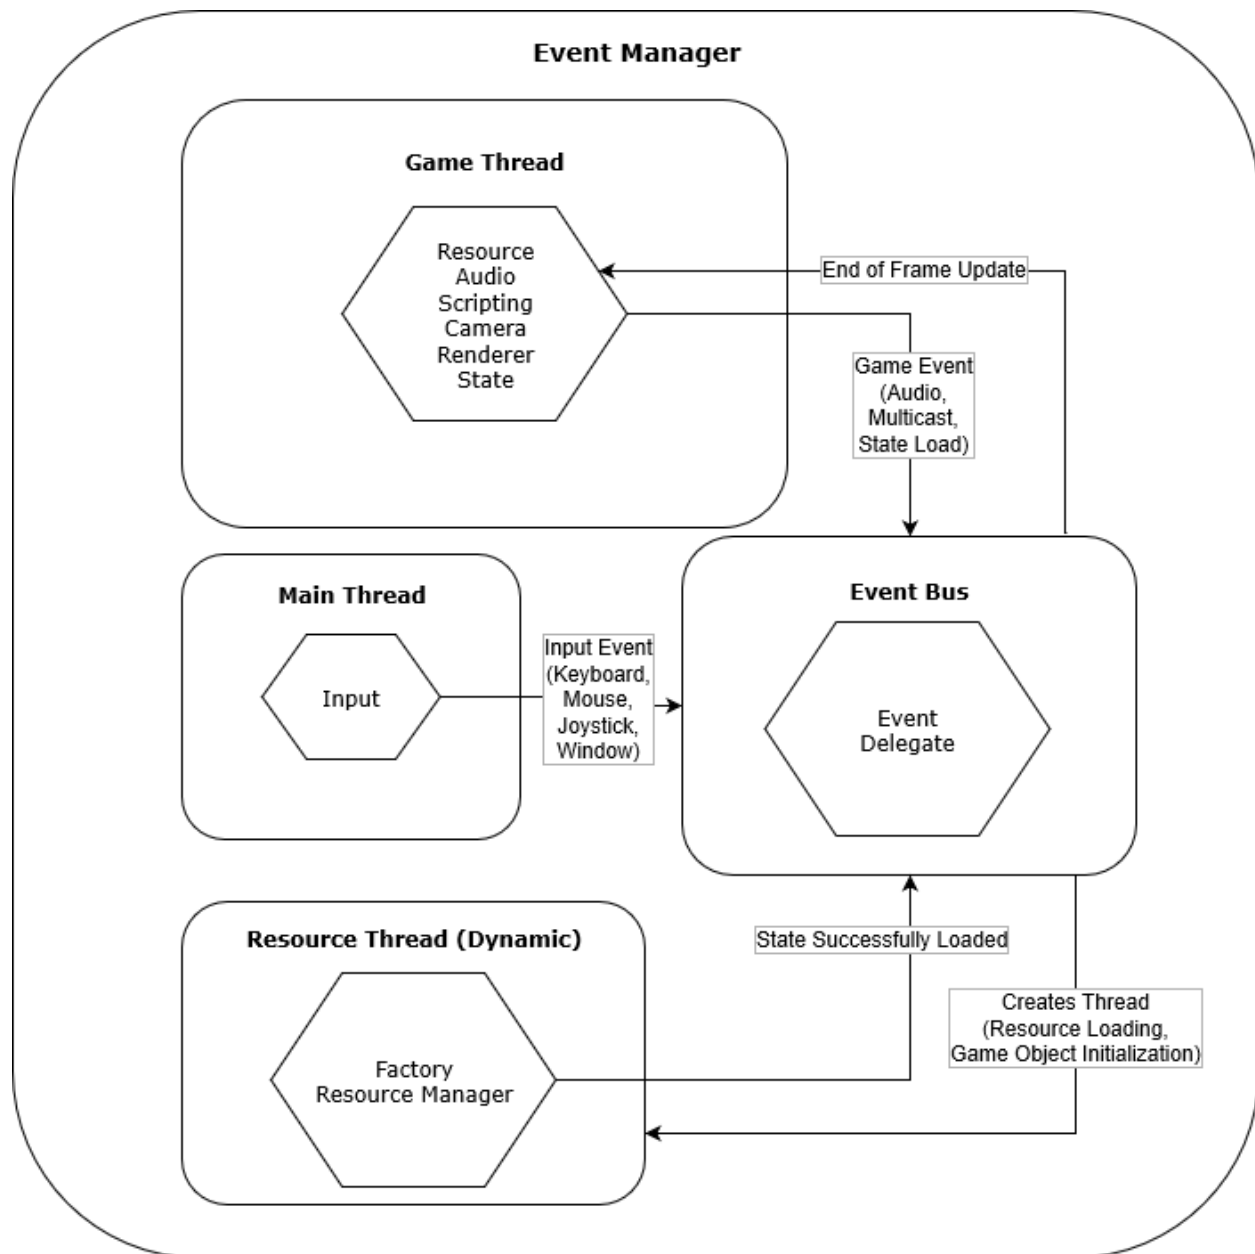 Event Manager
Game Thread
Resource
Audio
Scripting
Camera
Renderer
State
End of Frame Update
Game Event
(Audio,
Multicast,
State Load)
Main Thread
Input
Input Event
(Keyboard,
Mouse,
Joystick,
Window)
Event Bus
Event
Delegate
Resource Thread (Dynamic)
Factory
Resource Manager
State Successfully Loaded
Creates Thread
(Resource Loading,
Game Object Initialization)